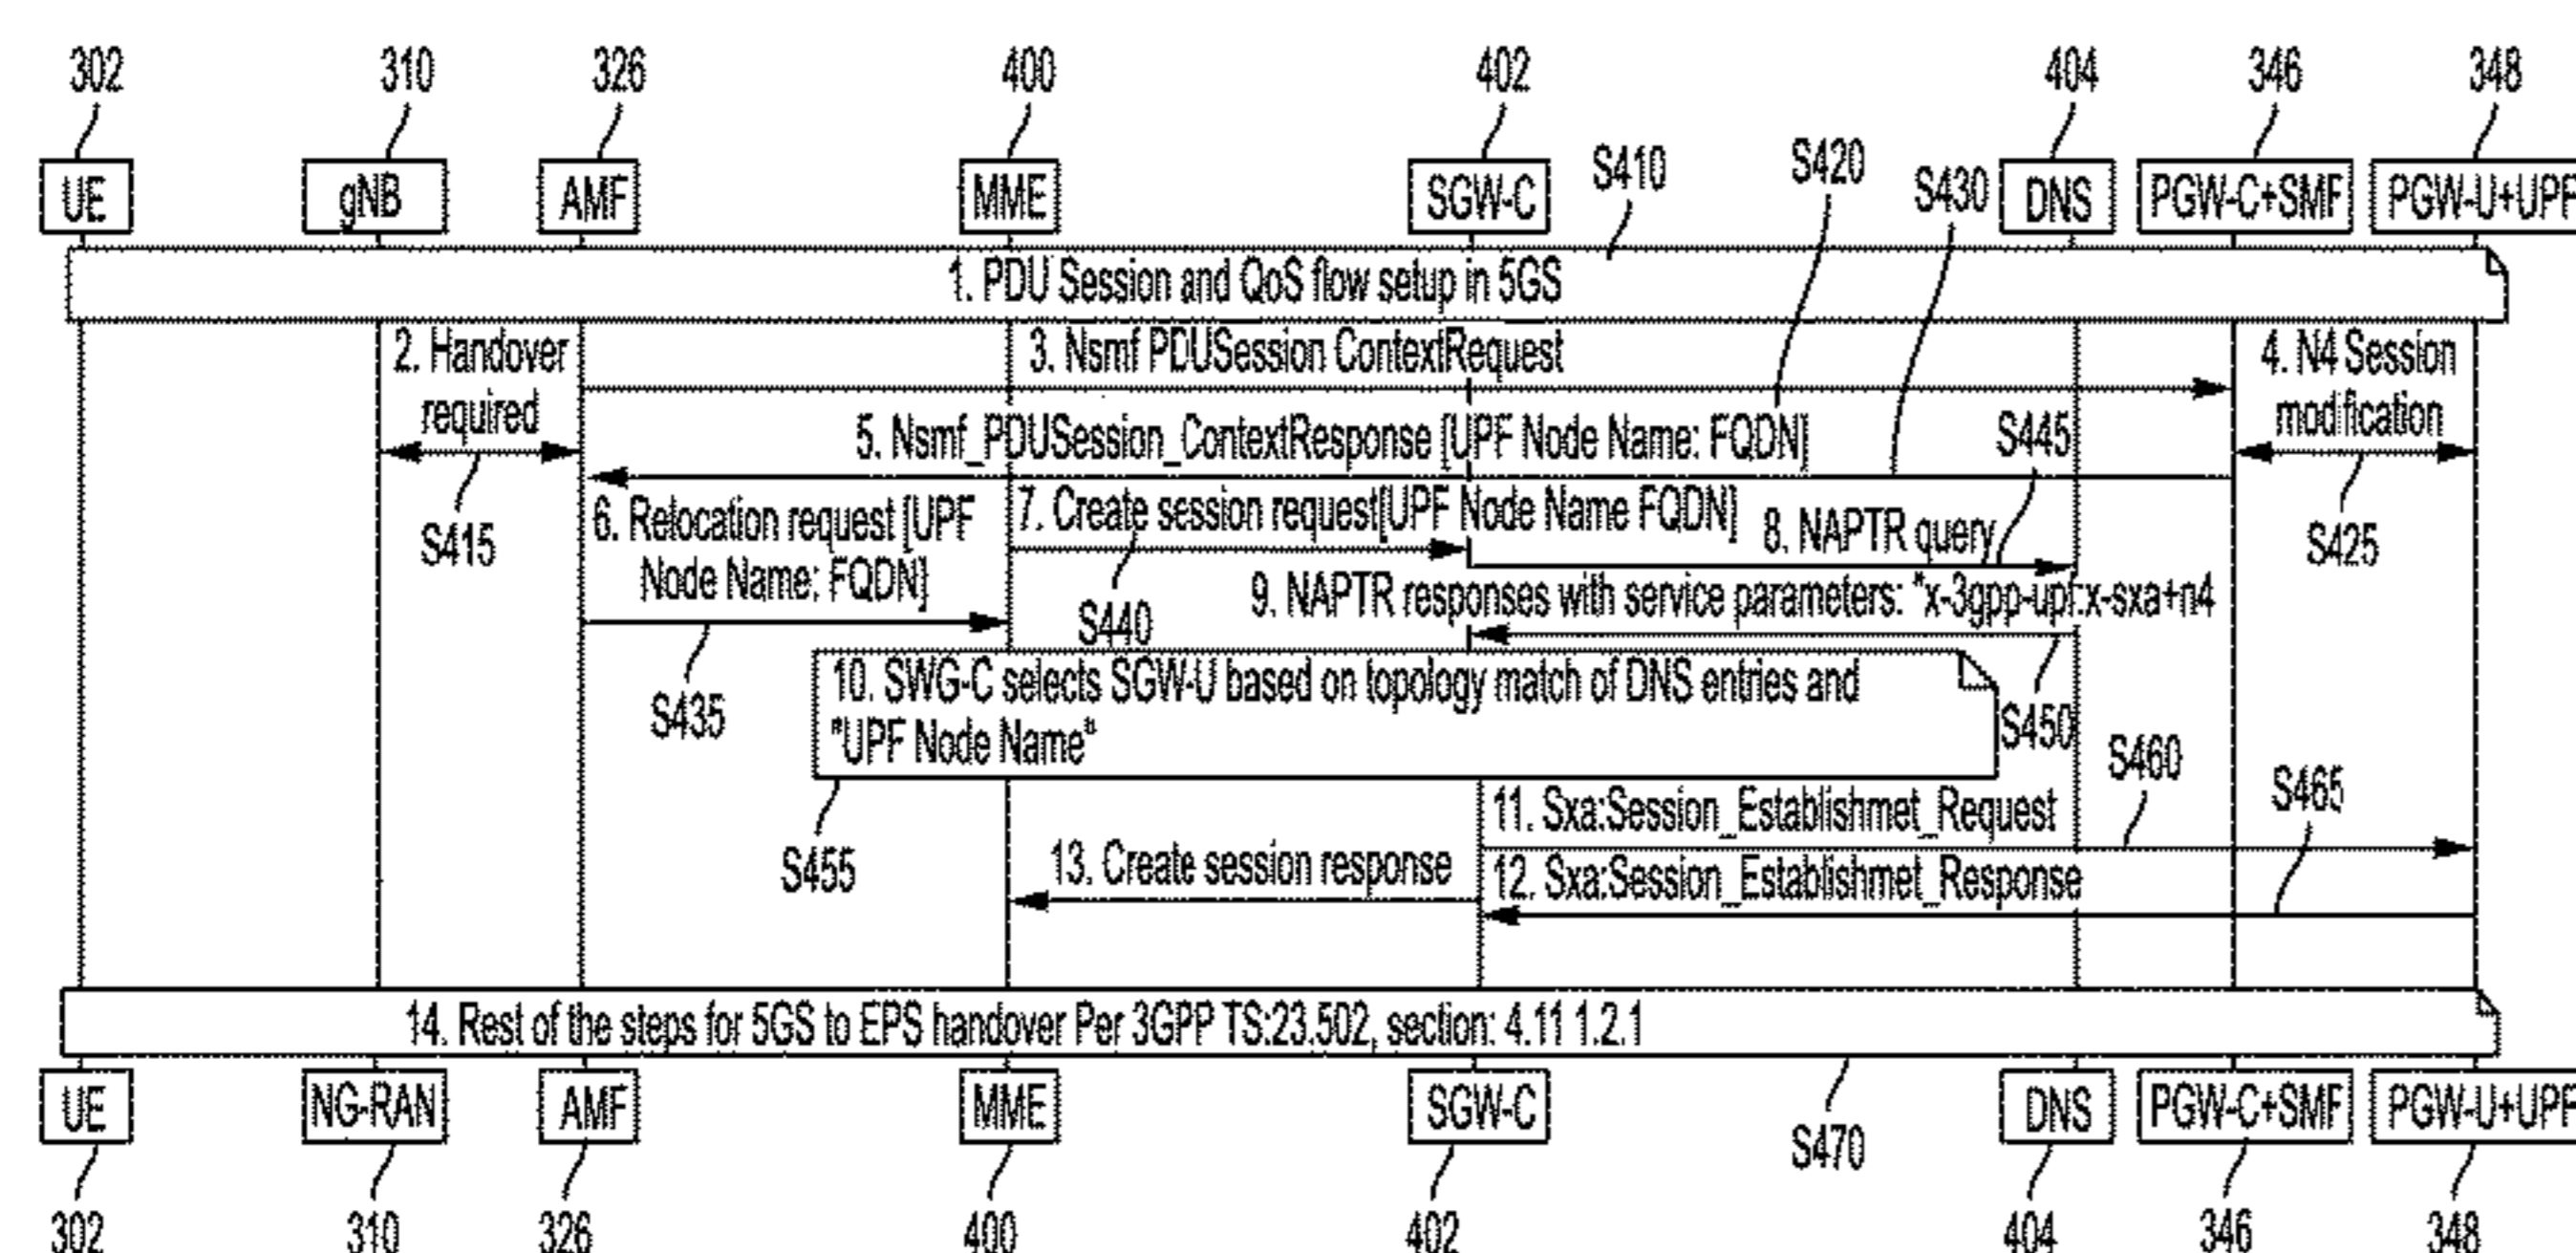 302 310 326 400 402 404 346 348
UE gNB AMF MME SGW-C DNS PGW-C+SMF PGW-U+UPF
S410 S420 S430
1. PDU Session and QoS flow setup in 5GS
2. Handover
required
S415
3. Nsmf PDUSession ContextRequest
4. N4 Session
modification
S425
5. Nsmf_PDUSession_ContextResponse [UPF Node Name: FQDN]
S445
6. Relocation request [UPF
Node Name: FQDN]
S435
7. Create session request[UPF Node Name FQDN]
S440
8. NAPTR query
9. NAPTR responses with service parameters: "x-3gpp-upf:x-sxa+n4
S450
10. SWG-C selects SGW-U based on topology match of DNS entries and
"UPF Node Name"
S455
S460
S465
11. Sxa:Session_Establishmet_Request
12. Sxa:Session_Establishmet_Response
13. Create session response
14. Rest of the steps for 5GS to EPS handover Per 3GPP TS:23.502, section: 4.11 1.2.1
UE NG-RAN AMF MME SGW-C DNS PGW-C+SMF PGW-U+UPF
S470
302 310 326 400 402 404 346 348